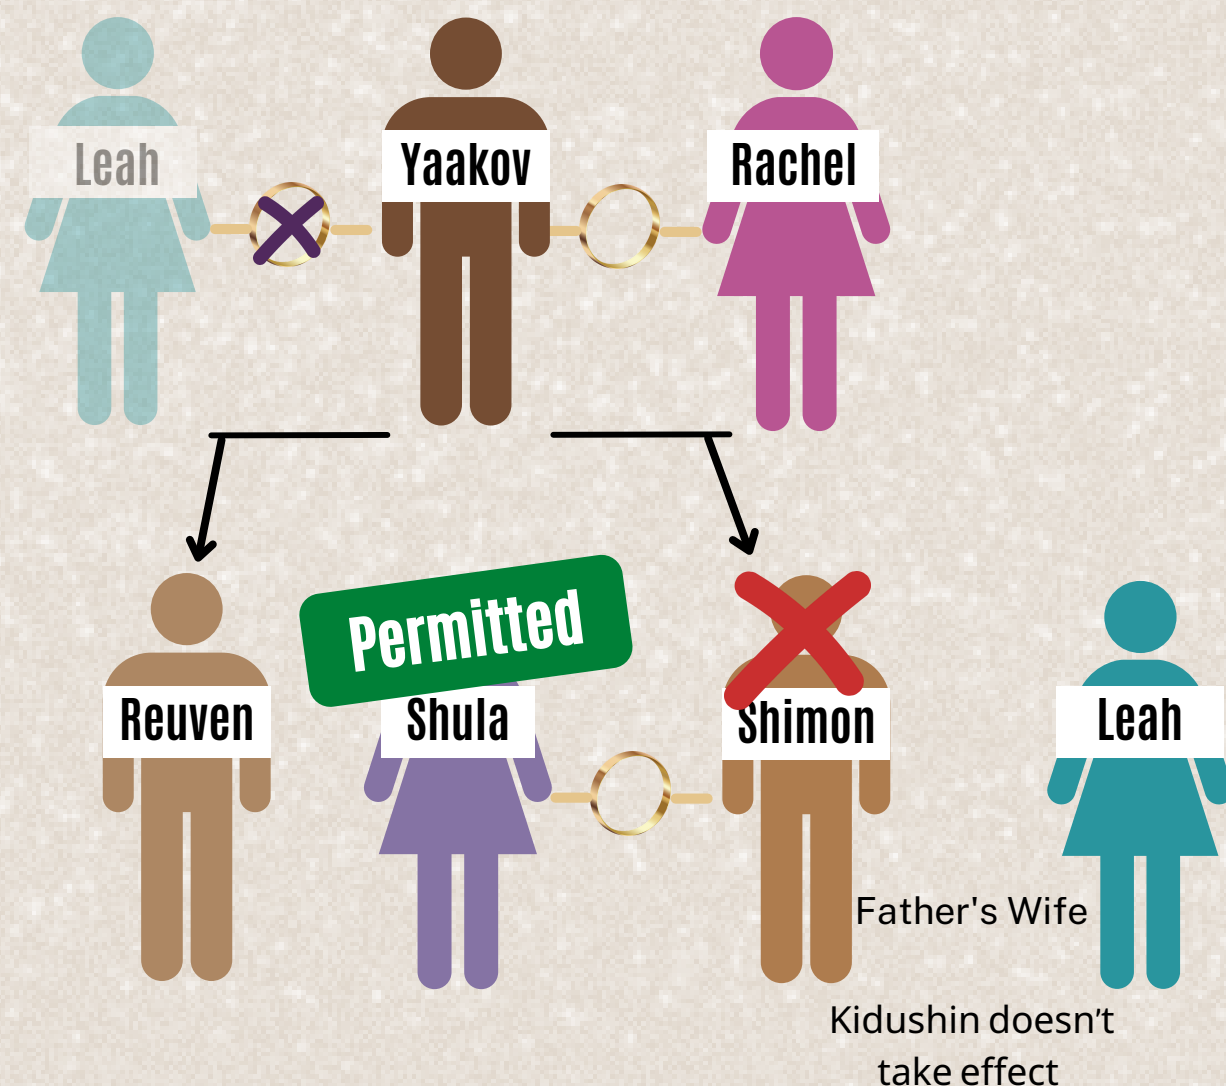 Leah
Yaakov
Rachel
Permitted
Reuven
Shula
Shimon
Leah
Father's Wife
Kidushin doesn't
take effect